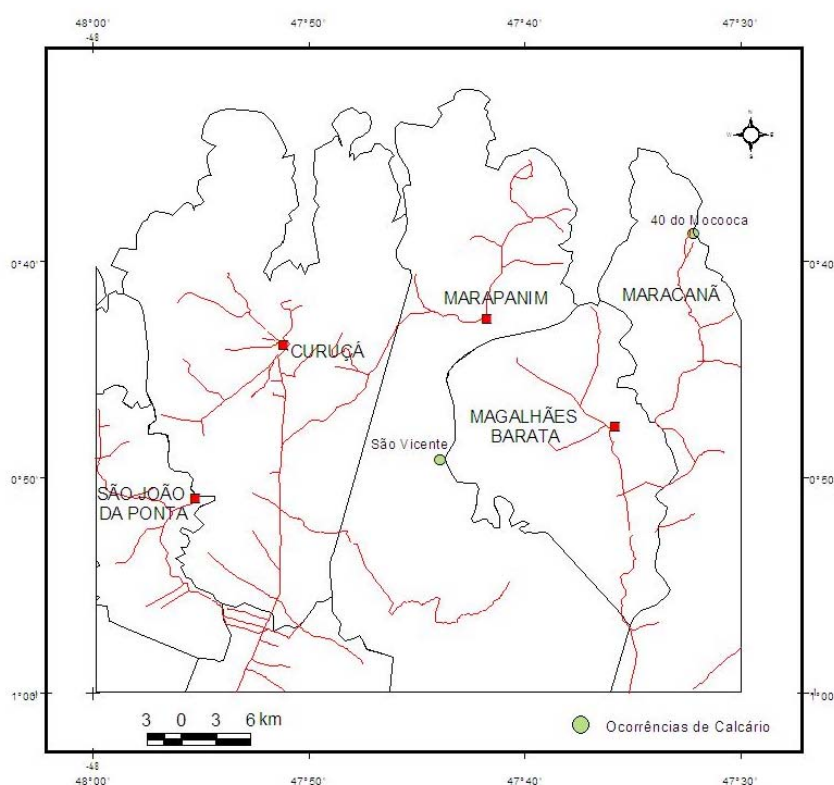 48°00' 47°50' 47°40' 47°30'
-48
40 do Mocooca
0°40' 0°40'
MARAPANIM MARACANÃ
CURUÇÁ
MAGALHÃES
BARATA
São Vicente
0°50' 0°50'
SÃO JOÃO
DA PONTA
1°00' 1°00'
3 0 3 6 km
Ocorrências de Calcário
-48
48°00' 47°50' 47°40' 47°30'